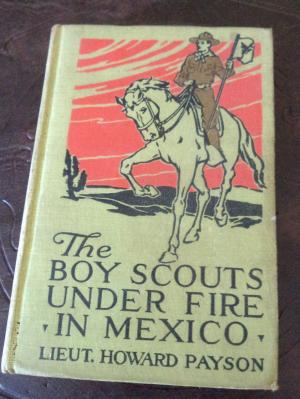 The
BOY SCOUTS
UNDER FIRE
· IN MEXICO ·
LIEUT. HOWARD PAYSON